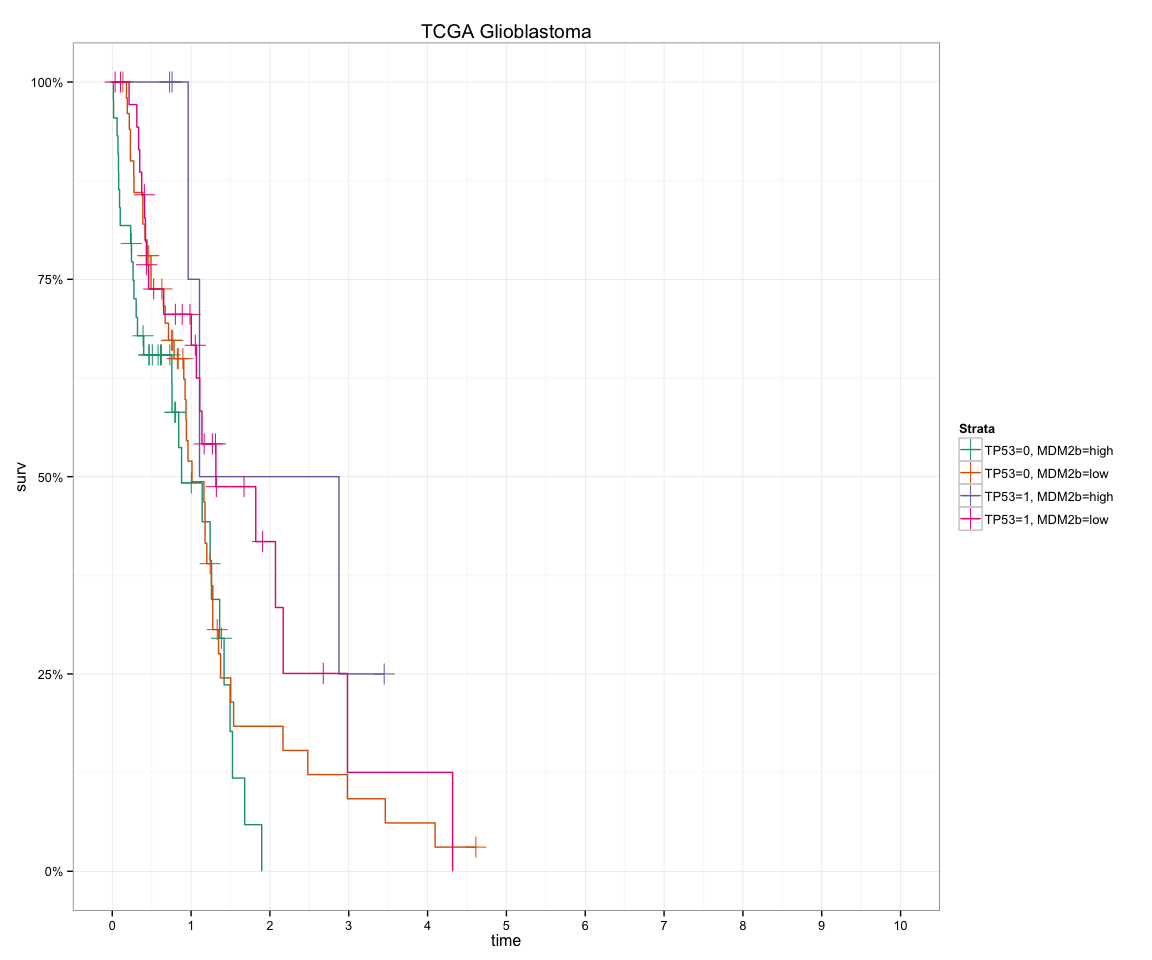 TCGA Glioblastoma
100%
75%
50%
25%
0%
surv
0 1 2 3 4 5 6 7 8 9 10
time
Strata
TP53=0, MDM2b=high
TP53=0, MDM2b=low
TP53=1, MDM2b=high
TP53=1, MDM2b=low